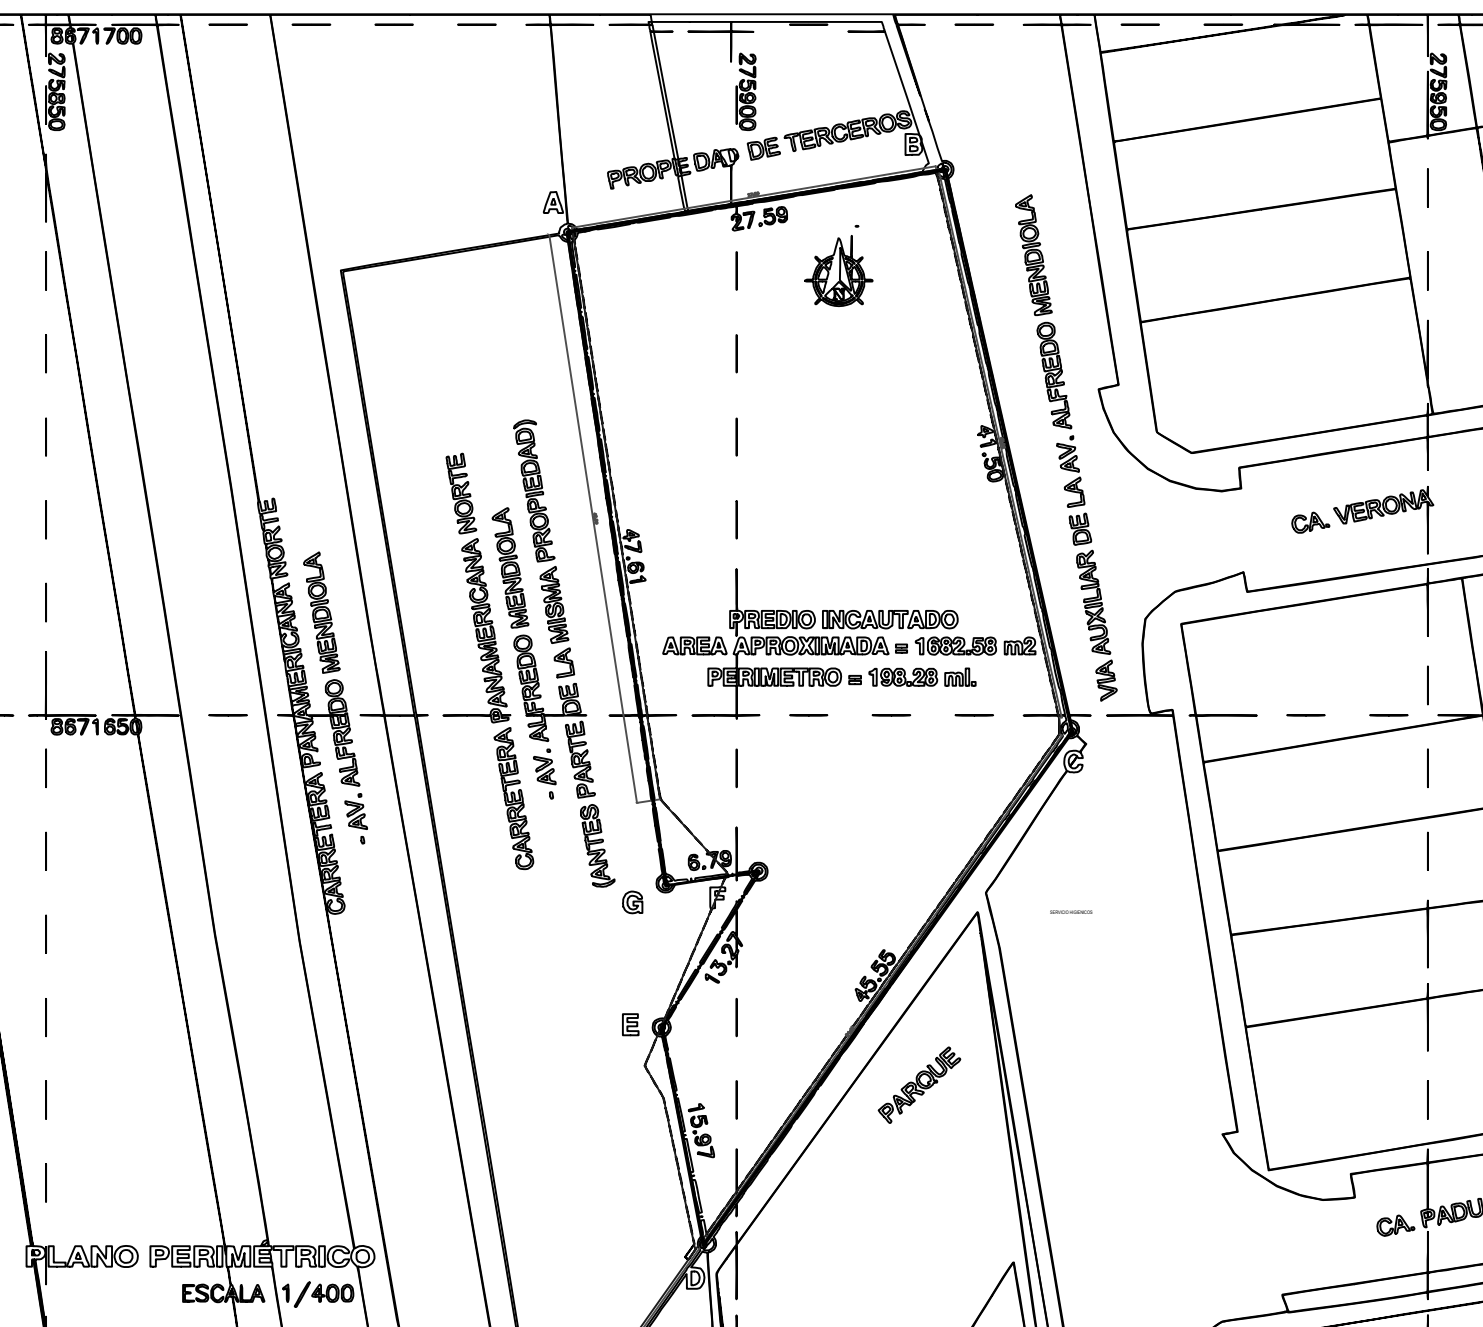 8671700
275850
275900
275950
PROPIEDAD DE TERCEROS
B
A
27.59
N
VIA AUXILIAR DE LA AV. ALFREDO MENDIOLA
41.50
47.61
CA. VERONA
CARRETERA PANAMERICANA NORTE
- AV. ALFREDO MENDIOLA
CARRETERA PANAMERICANA NORTE
- AV. ALFREDO MENDIOLA
(ANTES PARTE DE LA MISMA PROPIEDAD)
PREDIO INCAUTADO
AREA APROXIMADA = 1682.58 m2
PERIMETRO = 198.28 ml.
8671650
C
6.79
G
F
SERVICIO HIGIENICOS
13.27
45.55
E
PARQUE
15.97
CA. PADU
D
PLANO PERIMÉTRICO
ESCALA 1/400